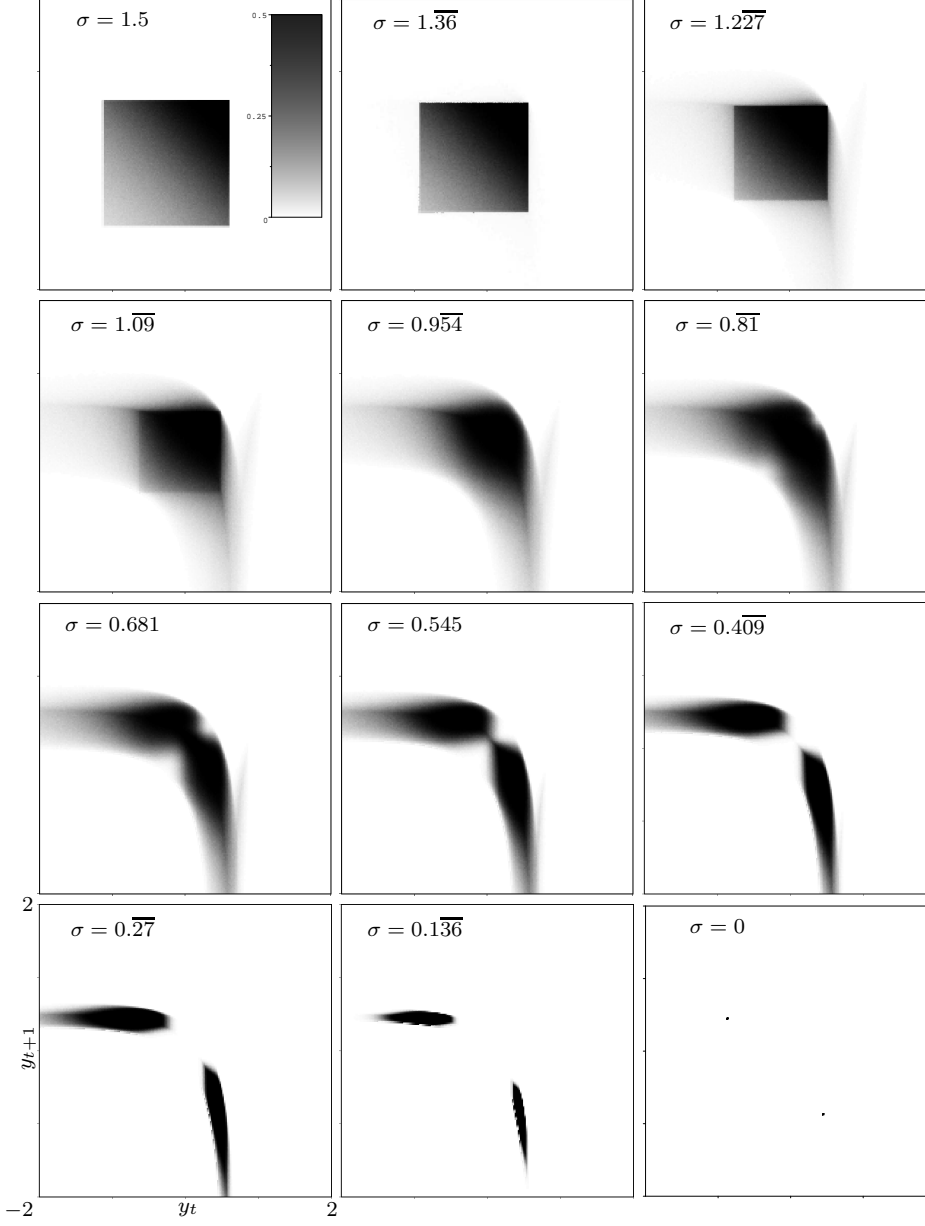 σ = 1.5
0.5
0.25
0
σ = 1.3̅6̅
σ = 1.22̅7̅
σ = 1.0̅9̅
σ = 0.95̅4̅
σ = 0.8̅1̅
σ = 0.681
σ = 0.545
σ = 0.40̅9̅
2
σ = 0.2̅7̅
σ = 0.13̅6̅
σ = 0
yt+1
−2
yt
2